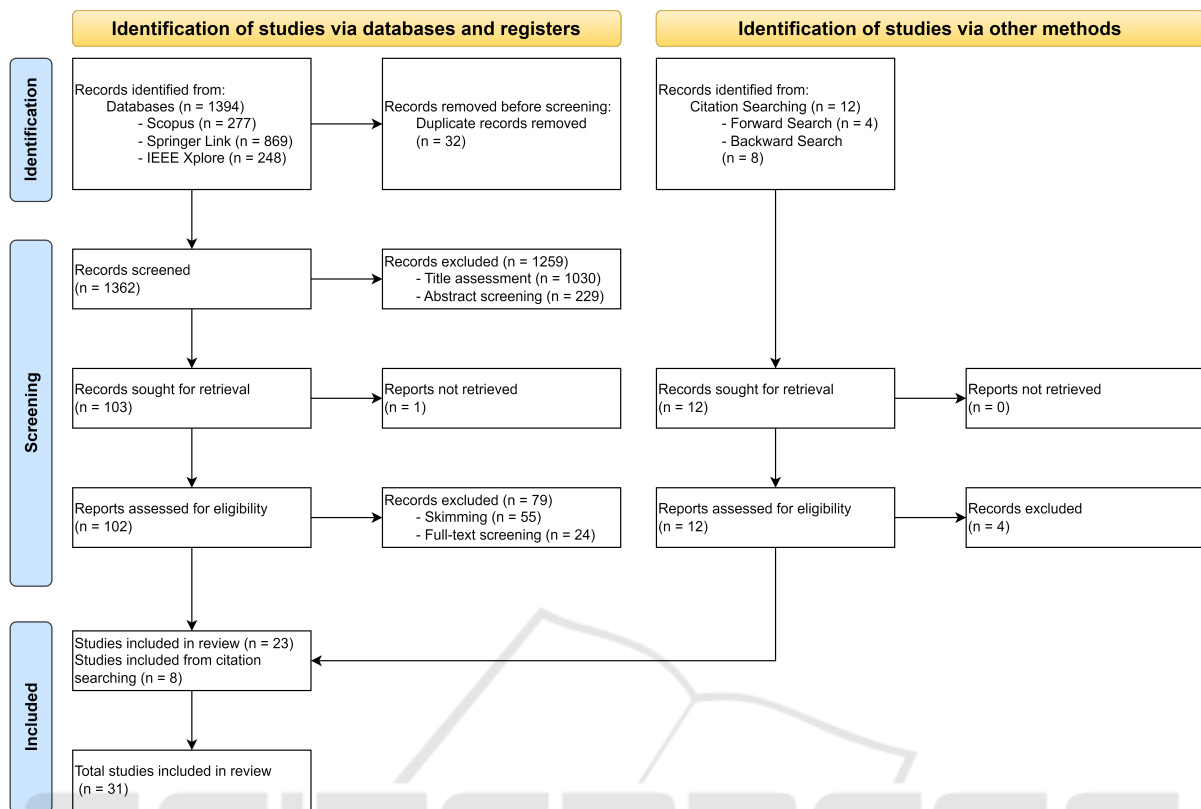 Identification of studies via databases and registers
Identification of studies via other methods
Identification
Records identified from:
Databases (n = 1394)
- Scopus (n = 277)
- Springer Link (n = 869)
- IEEE Xplore (n = 248)
Records removed before screening:
Duplicate records removed
(n = 32)
Records identified from:
Citation Searching (n = 12)
- Forward Search (n = 4)
- Backward Search
(n = 8)
Screening
Records screened
(n = 1362)
Records excluded (n = 1259)
- Title assessment (n = 1030)
- Abstract screening (n = 229)
Records sought for retrieval
(n = 103)
Reports not retrieved
(n = 1)
Records sought for retrieval
(n = 12)
Reports not retrieved
(n = 0)
Reports assessed for eligibility
(n = 102)
Records excluded (n = 79)
- Skimming (n = 55)
- Full-text screening (n = 24)
Reports assessed for eligibility
(n = 12)
Records excluded
(n = 4)
Included
Studies included in review (n = 23)
Studies included from citation
searching (n = 8)
Total studies included in review
(n = 31)